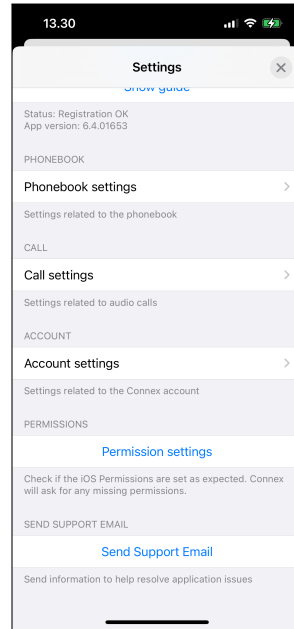 13.30
Settings
Show guide
Status: Registration OK
App version: 6.4.01653
PHONEBOOK
Phonebook settings
Settings related to the phonebook
CALL
Call settings
Settings related to audio calls
ACCOUNT
Account settings
Settings related to the Connex account
PERMISSIONS
Permission settings
Check if the iOS Permissions are set as expected. Connex
will ask for any missing permissions.
SEND SUPPORT EMAIL
Send Support Email
Send information to help resolve application issues